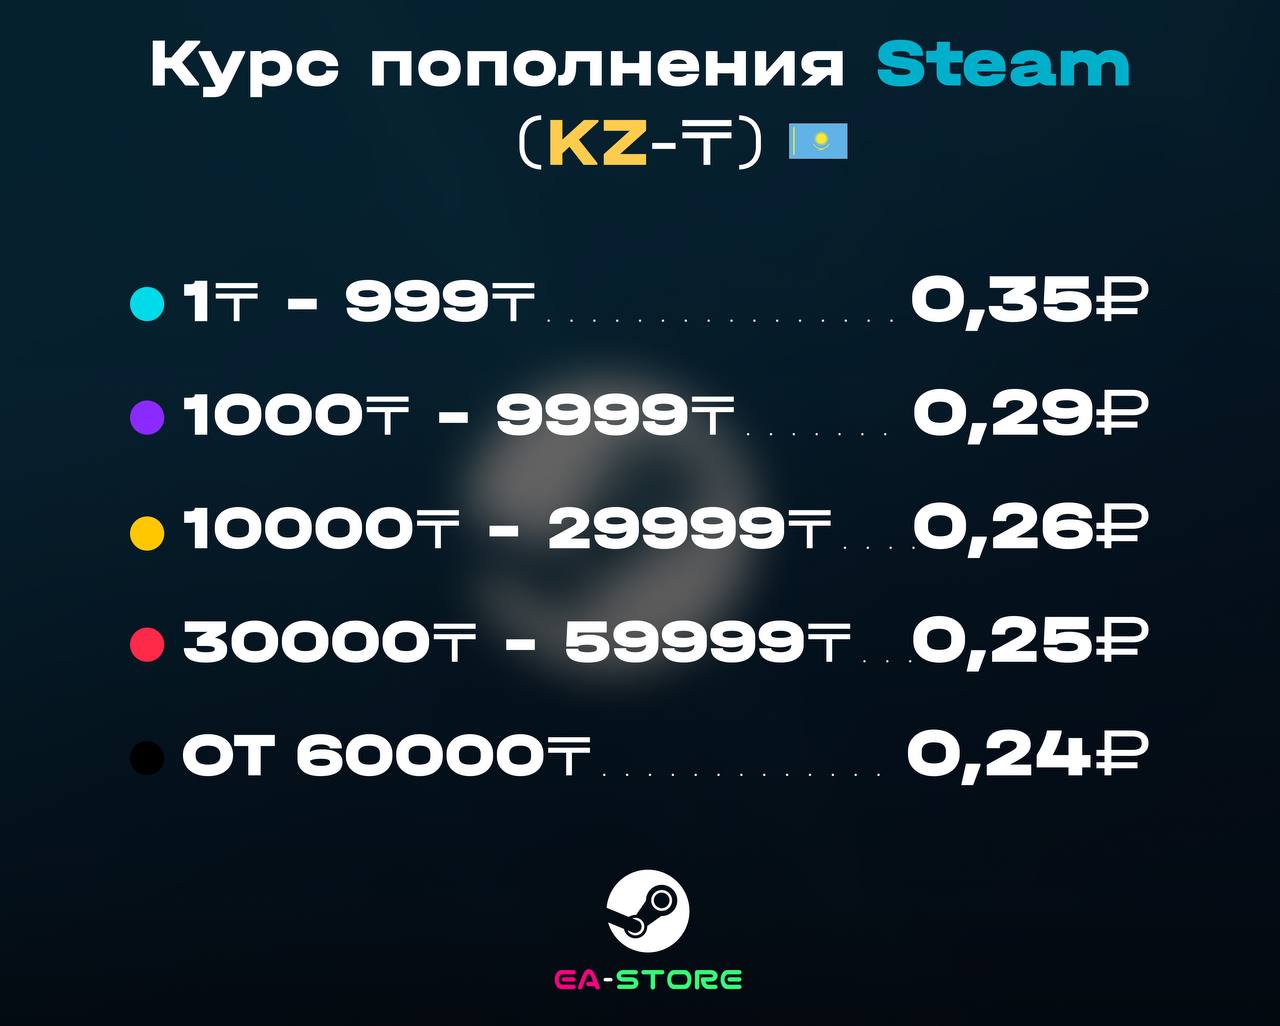 Курс пополнения Steam
(KZ-₸)
1₸ - 999₸ . . . . . . . . . . . . . . . . 0,35₽
1000₸ - 9999₸ . . . . . . . 0,29₽
10000₸ - 29999₸ . . . . 0,26₽
30000₸ - 59999₸ . . . 0,25₽
ОТ 60000₸ . . . . . . . . . . . . . 0,24₽
EA-STORE